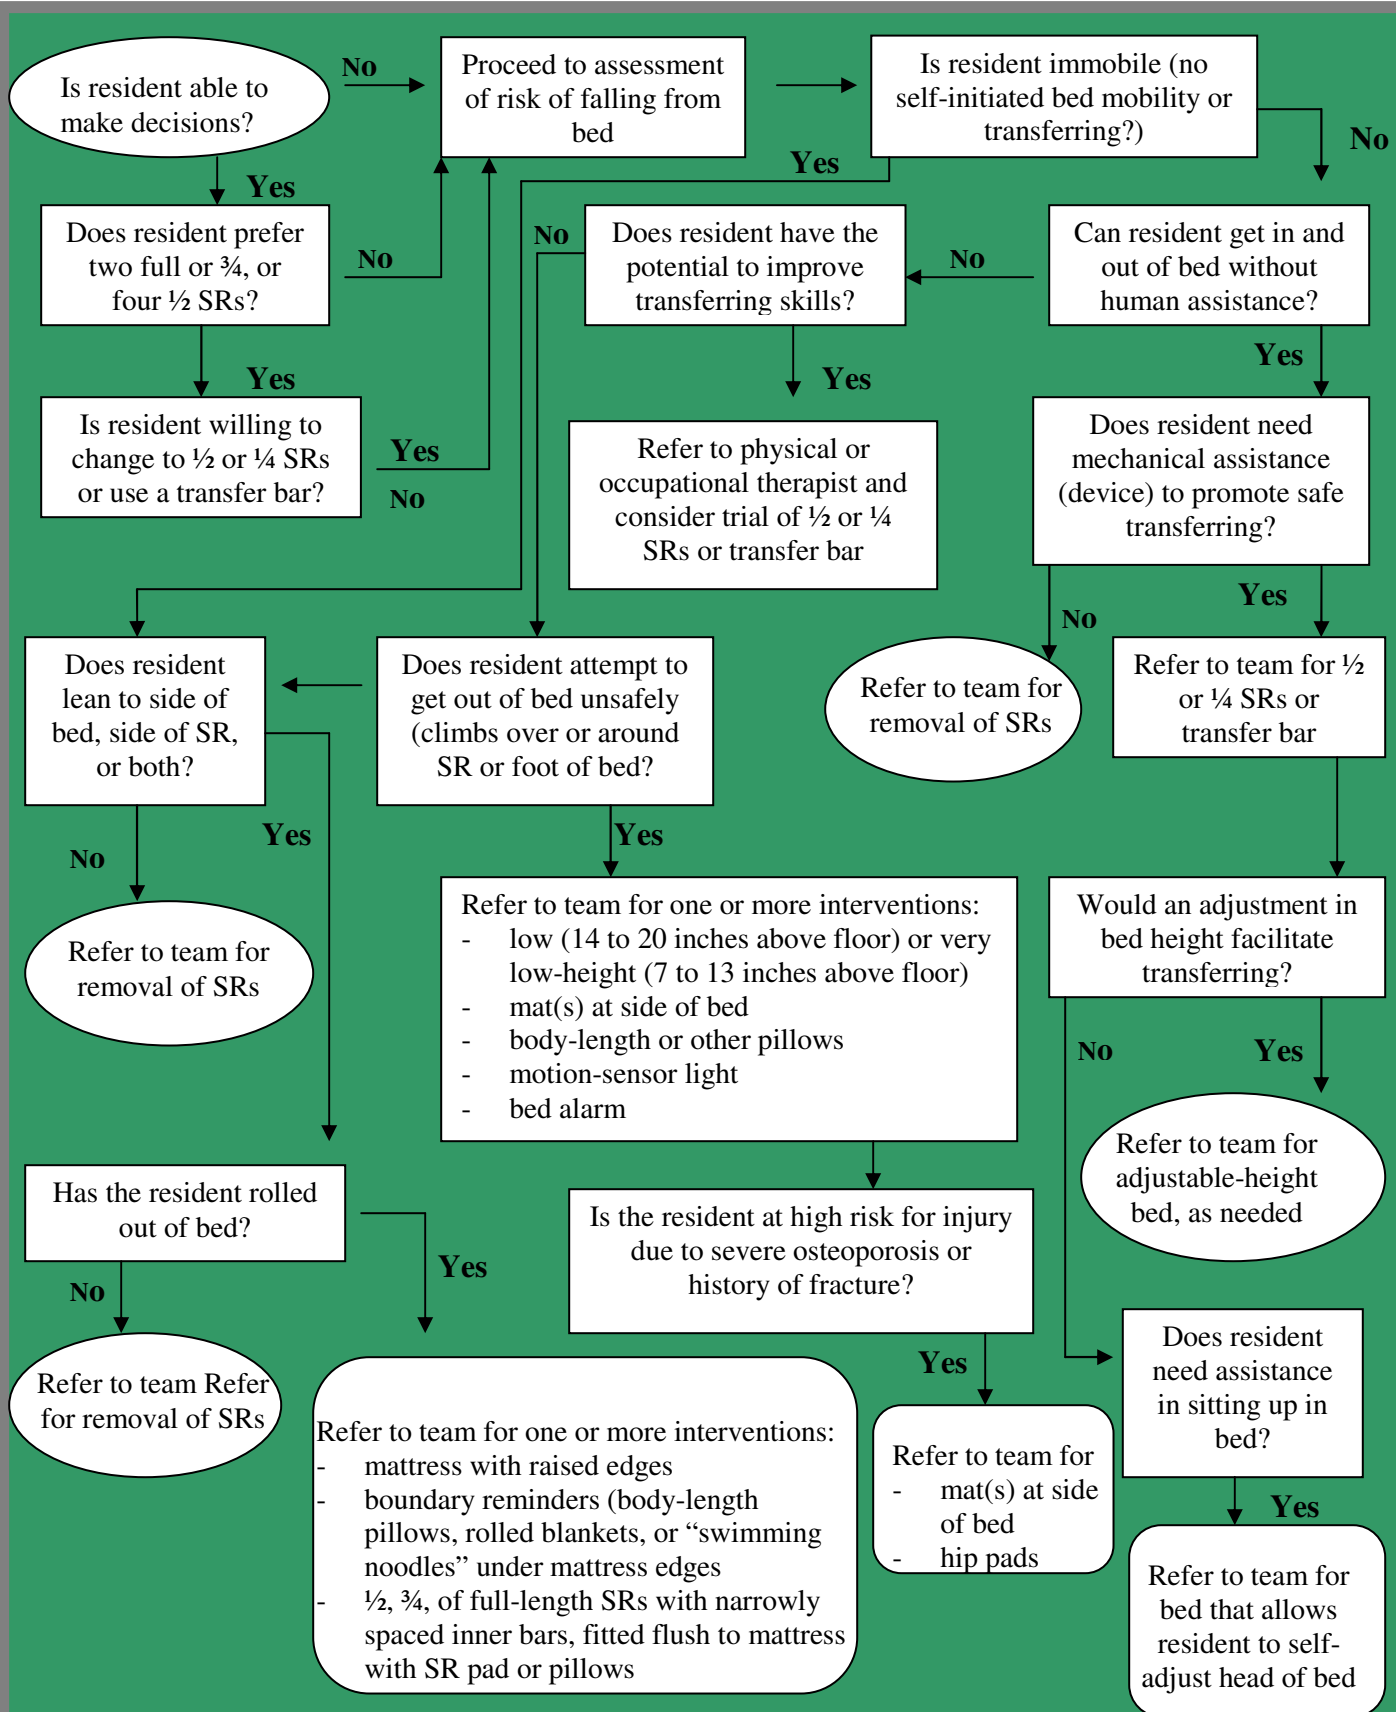 Is resident able to
make decisions?
No
Proceed to assessment
of risk of falling from
bed
Is resident immobile (no
self-initiated bed mobility or
transferring?)
No
Yes
Yes
Does resident prefer
two full or ¾, or
four ½ SRs?
No
No
Does resident have the
potential to improve
transferring skills?
No
Can resident get in and
out of bed without
human assistance?
Yes
Yes
Yes
Is resident willing to
change to ½ or ¼ SRs
or use a transfer bar?
Yes
No
Refer to physical or
occupational therapist and
consider trial of ½ or ¼
SRs or transfer bar
Does resident need
mechanical assistance
(device) to promote safe
transferring?
No
Yes
Does resident
lean to side of
bed, side of SR,
or both?
Does resident attempt to
get out of bed unsafely
(climbs over or around
SR or foot of bed?
Refer to team for
removal of SRs
Refer to team for ½
or ¼ SRs or
transfer bar
No
Yes
Yes
Refer to team for
removal of SRs
Refer to team for one or more interventions:
- low (14 to 20 inches above floor) or very
low-height (7 to 13 inches above floor)
- mat(s) at side of bed
- body-length or other pillows
- motion-sensor light
- bed alarm
Would an adjustment in
bed height facilitate
transferring?
No
Yes
Refer to team for
adjustable-height
bed, as needed
Has the resident rolled
out of bed?
No
Yes
Is the resident at high risk for injury
due to severe osteoporosis or
history of fracture?
Yes
Does resident
need assistance
in sitting up in
bed?
Yes
Refer to team Refer
for removal of SRs
Refer to team for one or more interventions:
- mattress with raised edges
- boundary reminders (body-length
pillows, rolled blankets, or “swimming
noodles” under mattress edges
- ½, ¾, of full-length SRs with narrowly
spaced inner bars, fitted flush to mattress
with SR pad or pillows
Refer to team for
- mat(s) at side
of bed
- hip pads
Refer to team for
bed that allows
resident to self-
adjust head of bed